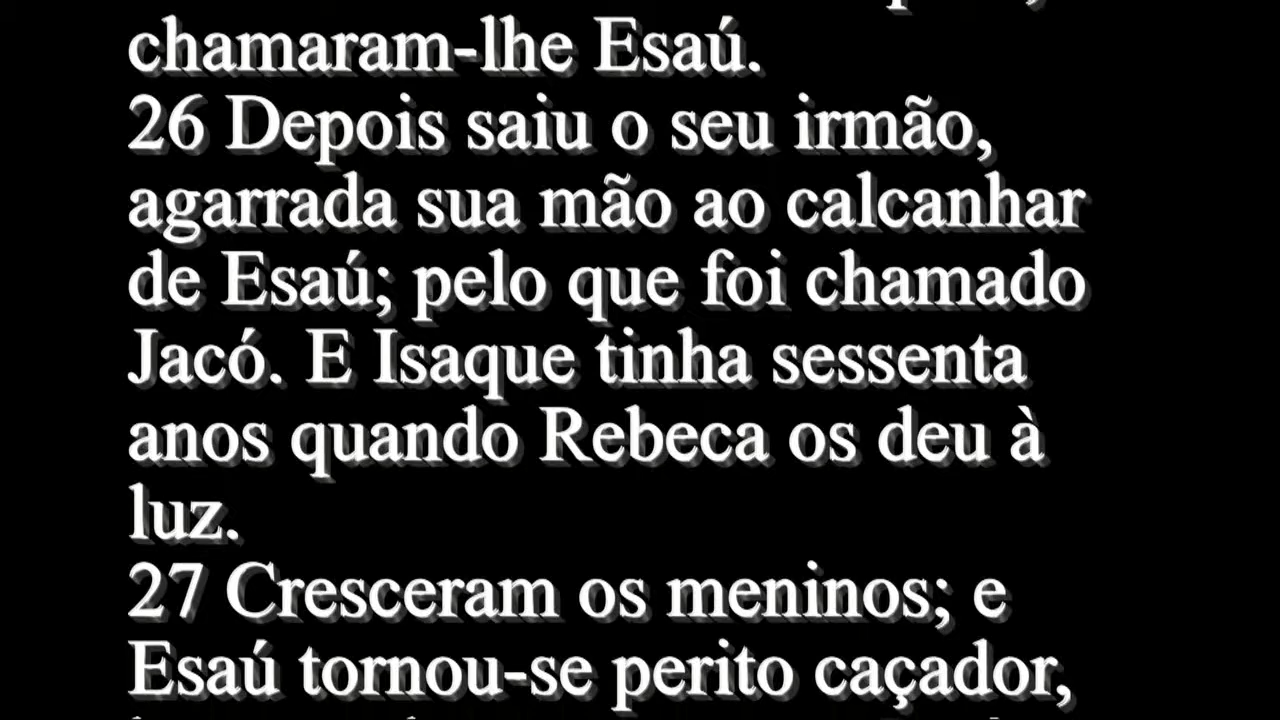 chamaram-lhe Esaú.
26 Depois saiu o seu irmão,
agarrada sua mão ao calcanhar
de Esaú; pelo que foi chamado
Jacó. E Isaque tinha sessenta
anos quando Rebeca os deu à
luz.
27 Cresceram os meninos; e
Esaú tornou-se perito caçador,